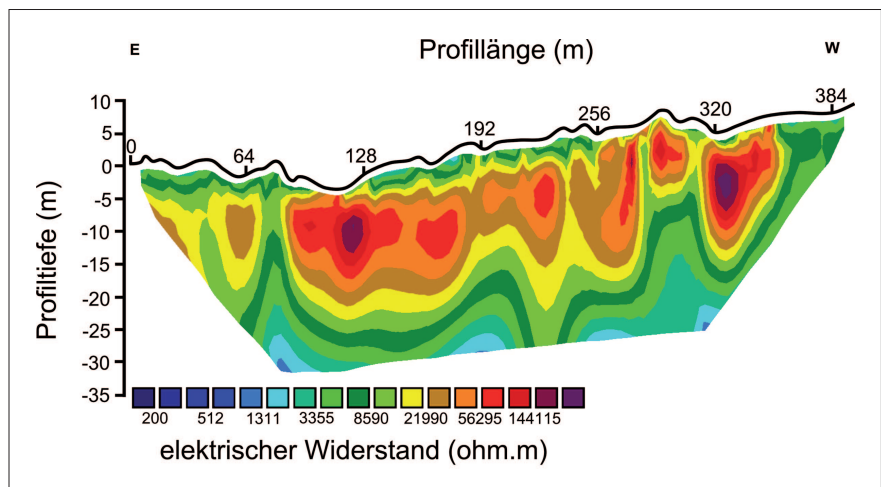 E
Profillänge (m)
W
10
5
0
-5
-10
-15
-20
-25
-30
-35
Profiltiefe (m)
0
64
128
192
256
320
384
200 512 1311 3355 8590 21990 56295 144115
elektrischer Widerstand (ohm.m)